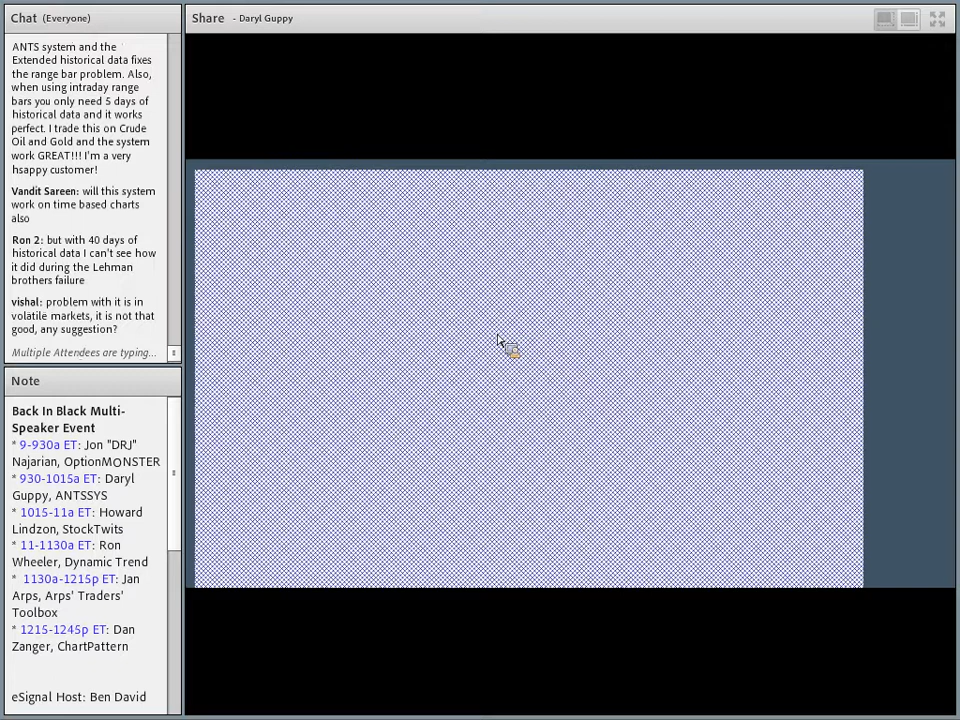 Chat (Everyone)
ANTS system and the
Extended historical data fixes
the range bar problem. Also,
when using intraday range
bars you only need 5 days of
historical data and it works
perfect. I trade this on Crude
Oil and Gold and the system
work GREAT!!! I'm a very
hsappy customer!
Vandit Sareen: will this system
work on time based charts
also
Ron 2: but with 40 days of
historical data I can't see how
it did during the Lehman
brothers failure
vishal: problem with it is in
volatile markets, it is not that
good, any suggestion?
Multiple Attendees are typing...
Note
Back In Black Multi-
Speaker Event
* 9-930a ET: Jon "DRJ"
Najarian, OptionMONSTER
* 930-1015a ET: Daryl
Guppy, ANTSSYS
* 1015-11a ET: Howard
Lindzon, StockTwits
* 11-1130a ET: Ron
Wheeler, Dynamic Trend
* 1130a-1215p ET: Jan
Arps, Arps' Traders'
Toolbox
* 1215-1245p ET: Dan
Zanger, ChartPattern
eSignal Host: Ben David
Share - Daryl Guppy